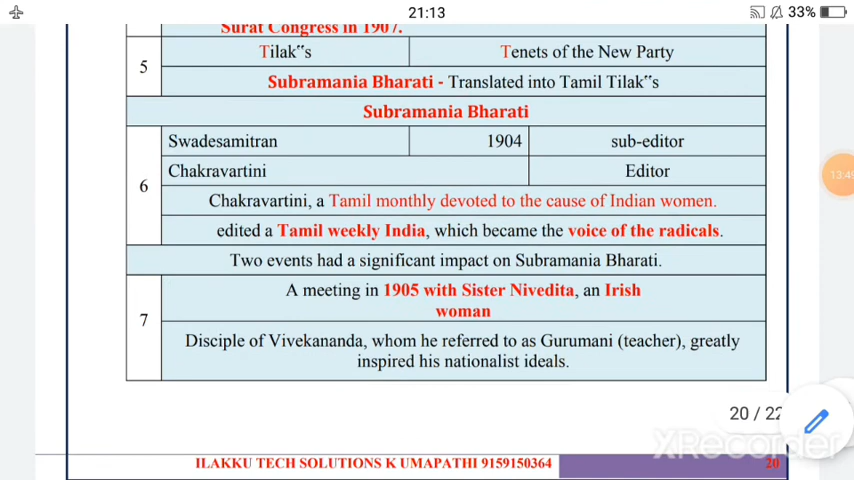 21:13
33%
Surat Congress in 1907.
5
Tilak‟s
Tenets of the New Party
Subramania Bharati - Translated into Tamil Tilak‟s
Subramania Bharati
6
Swadesamitran
1904
sub-editor
Chakravartini
Editor
Chakravartini, a Tamil monthly devoted to the cause of Indian women.
edited a Tamil weekly India, which became the voice of the radicals.
Two events had a significant impact on Subramania Bharati.
7
A meeting in 1905 with Sister Nivedita, an Irish
woman
Disciple of Vivekananda, whom he referred to as Gurumani (teacher), greatly
inspired his nationalist ideals.
13:49
20 / 22
XRecorder
ILAKKU TECH SOLUTIONS K UMAPATHI 9159150364
20